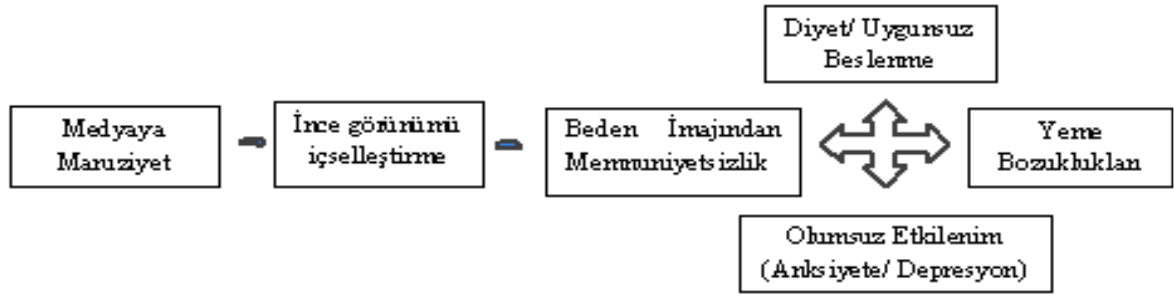 Diyet/ Uygunsuz
Beslenme
Medyaya
Maruziyet
İnce görünümü
içselleştirme
Beden İmajından
Memnuniyetsizlik
Yeme
Bozuklukları
Olumsuz Etkilenim
(Anksiyete/ Depresyon)